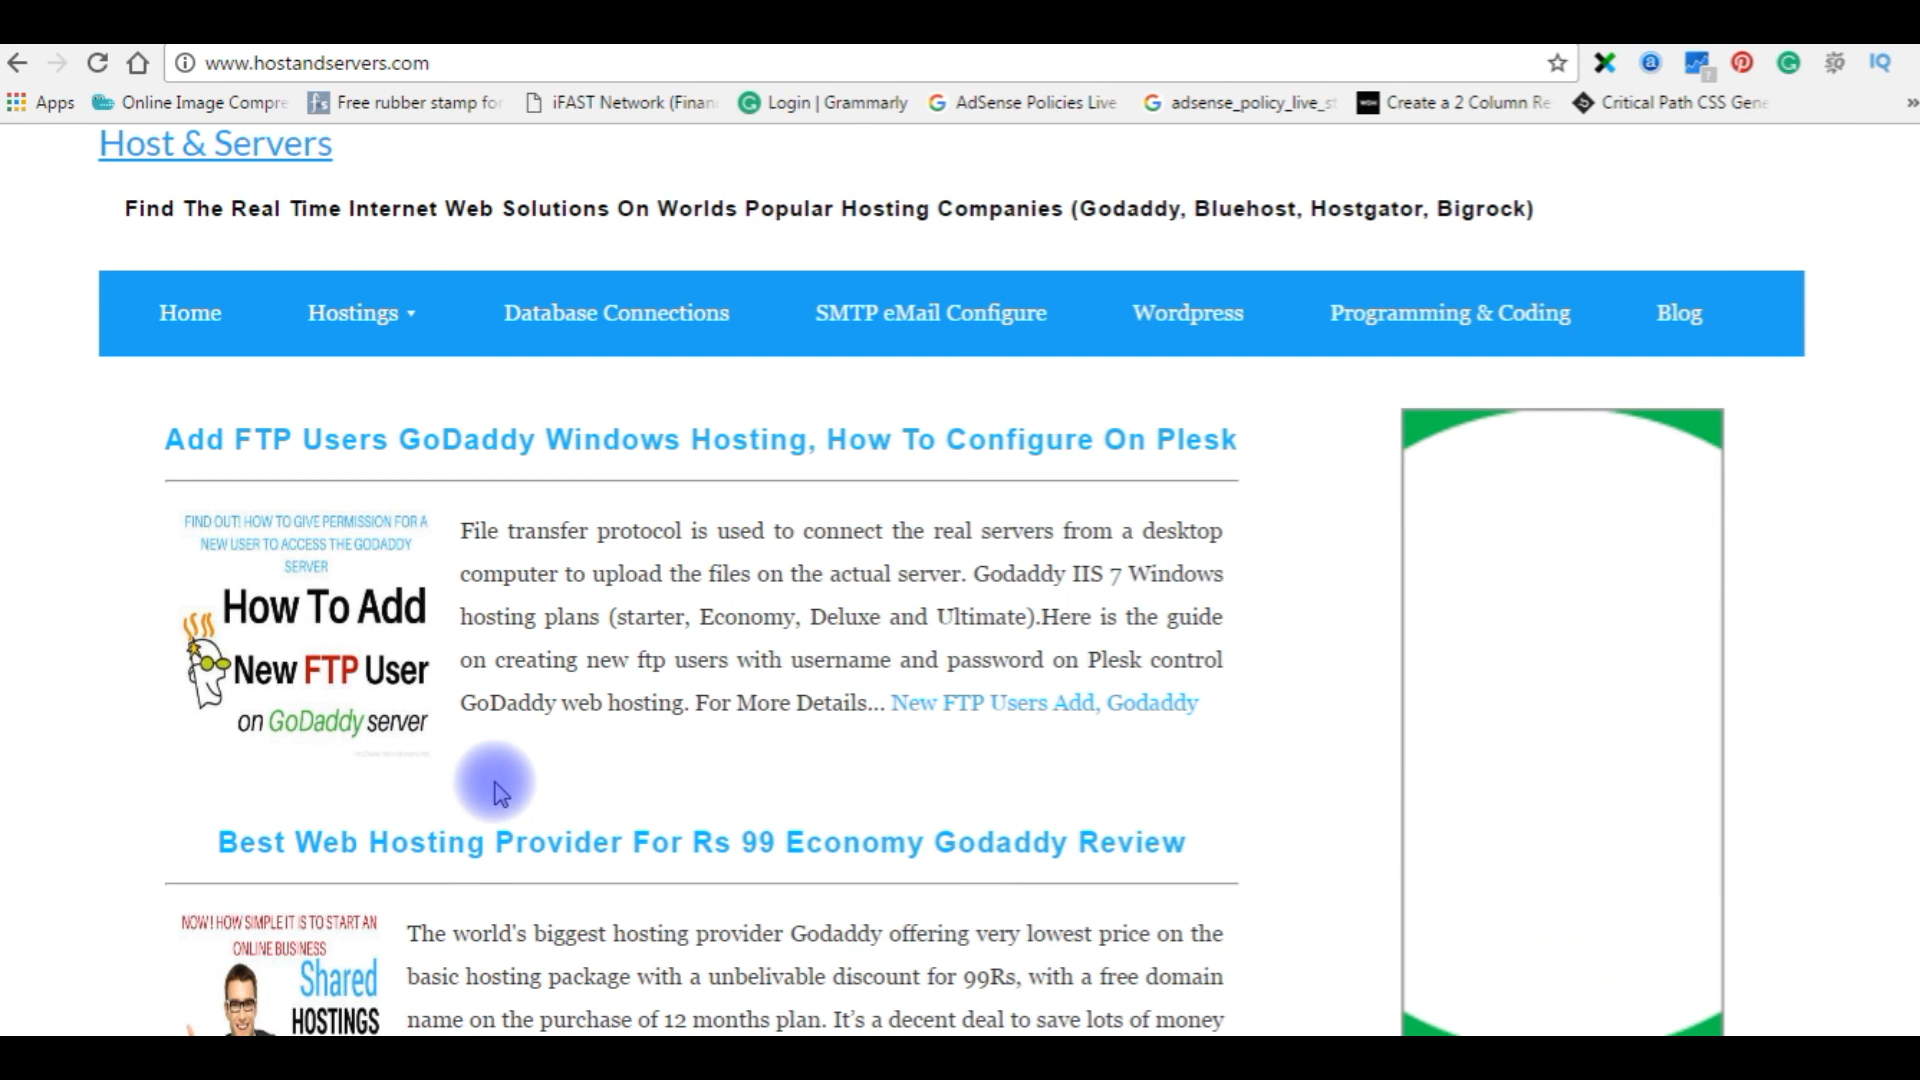 www.hostandservers.com
Apps Online Image Compre Free rubber stamp fo iFAST Network (Finan Login | Grammarly AdSense Policies Live adsense_policy_live_s Create a 2 Column Re Critical Path CSS Gene »
Host & Servers
Find The Real Time Internet Web Solutions On Worlds Popular Hosting Companies (Godaddy, Bluehost, Hostgator, Bigrock)
Home Hostings Database Connections SMTP eMail Configure Wordpress Programming & Coding Blog
Add FTP Users GoDaddy Windows Hosting, How To Configure On Plesk
FIND OUT! HOW TO GIVE PERMISSION FOR A
NEW USER TO ACCESS THE GODADDY
SERVER
How To Add
New FTP User
on GoDaddy server
File transfer protocol is used to connect the real servers from a desktop
computer to upload the files on the actual server. Godaddy IIS 7 Windows
hosting plans (starter, Economy, Deluxe and Ultimate).Here is the guide
on creating new ftp users with username and password on Plesk control
GoDaddy web hosting. For More Details... New FTP Users Add, Godaddy
Best Web Hosting Provider For Rs 99 Economy Godaddy Review
NOW! HOW SIMPLE IT IS TO START AN
ONLINE BUSINESS
Shared
HOSTINGS
The world's biggest hosting provider Godaddy offering very lowest price on the
basic hosting package with a unbelivable discount for 99Rs, with a free domain
name on the purchase of 12 months plan. It's a decent deal to save lots of money